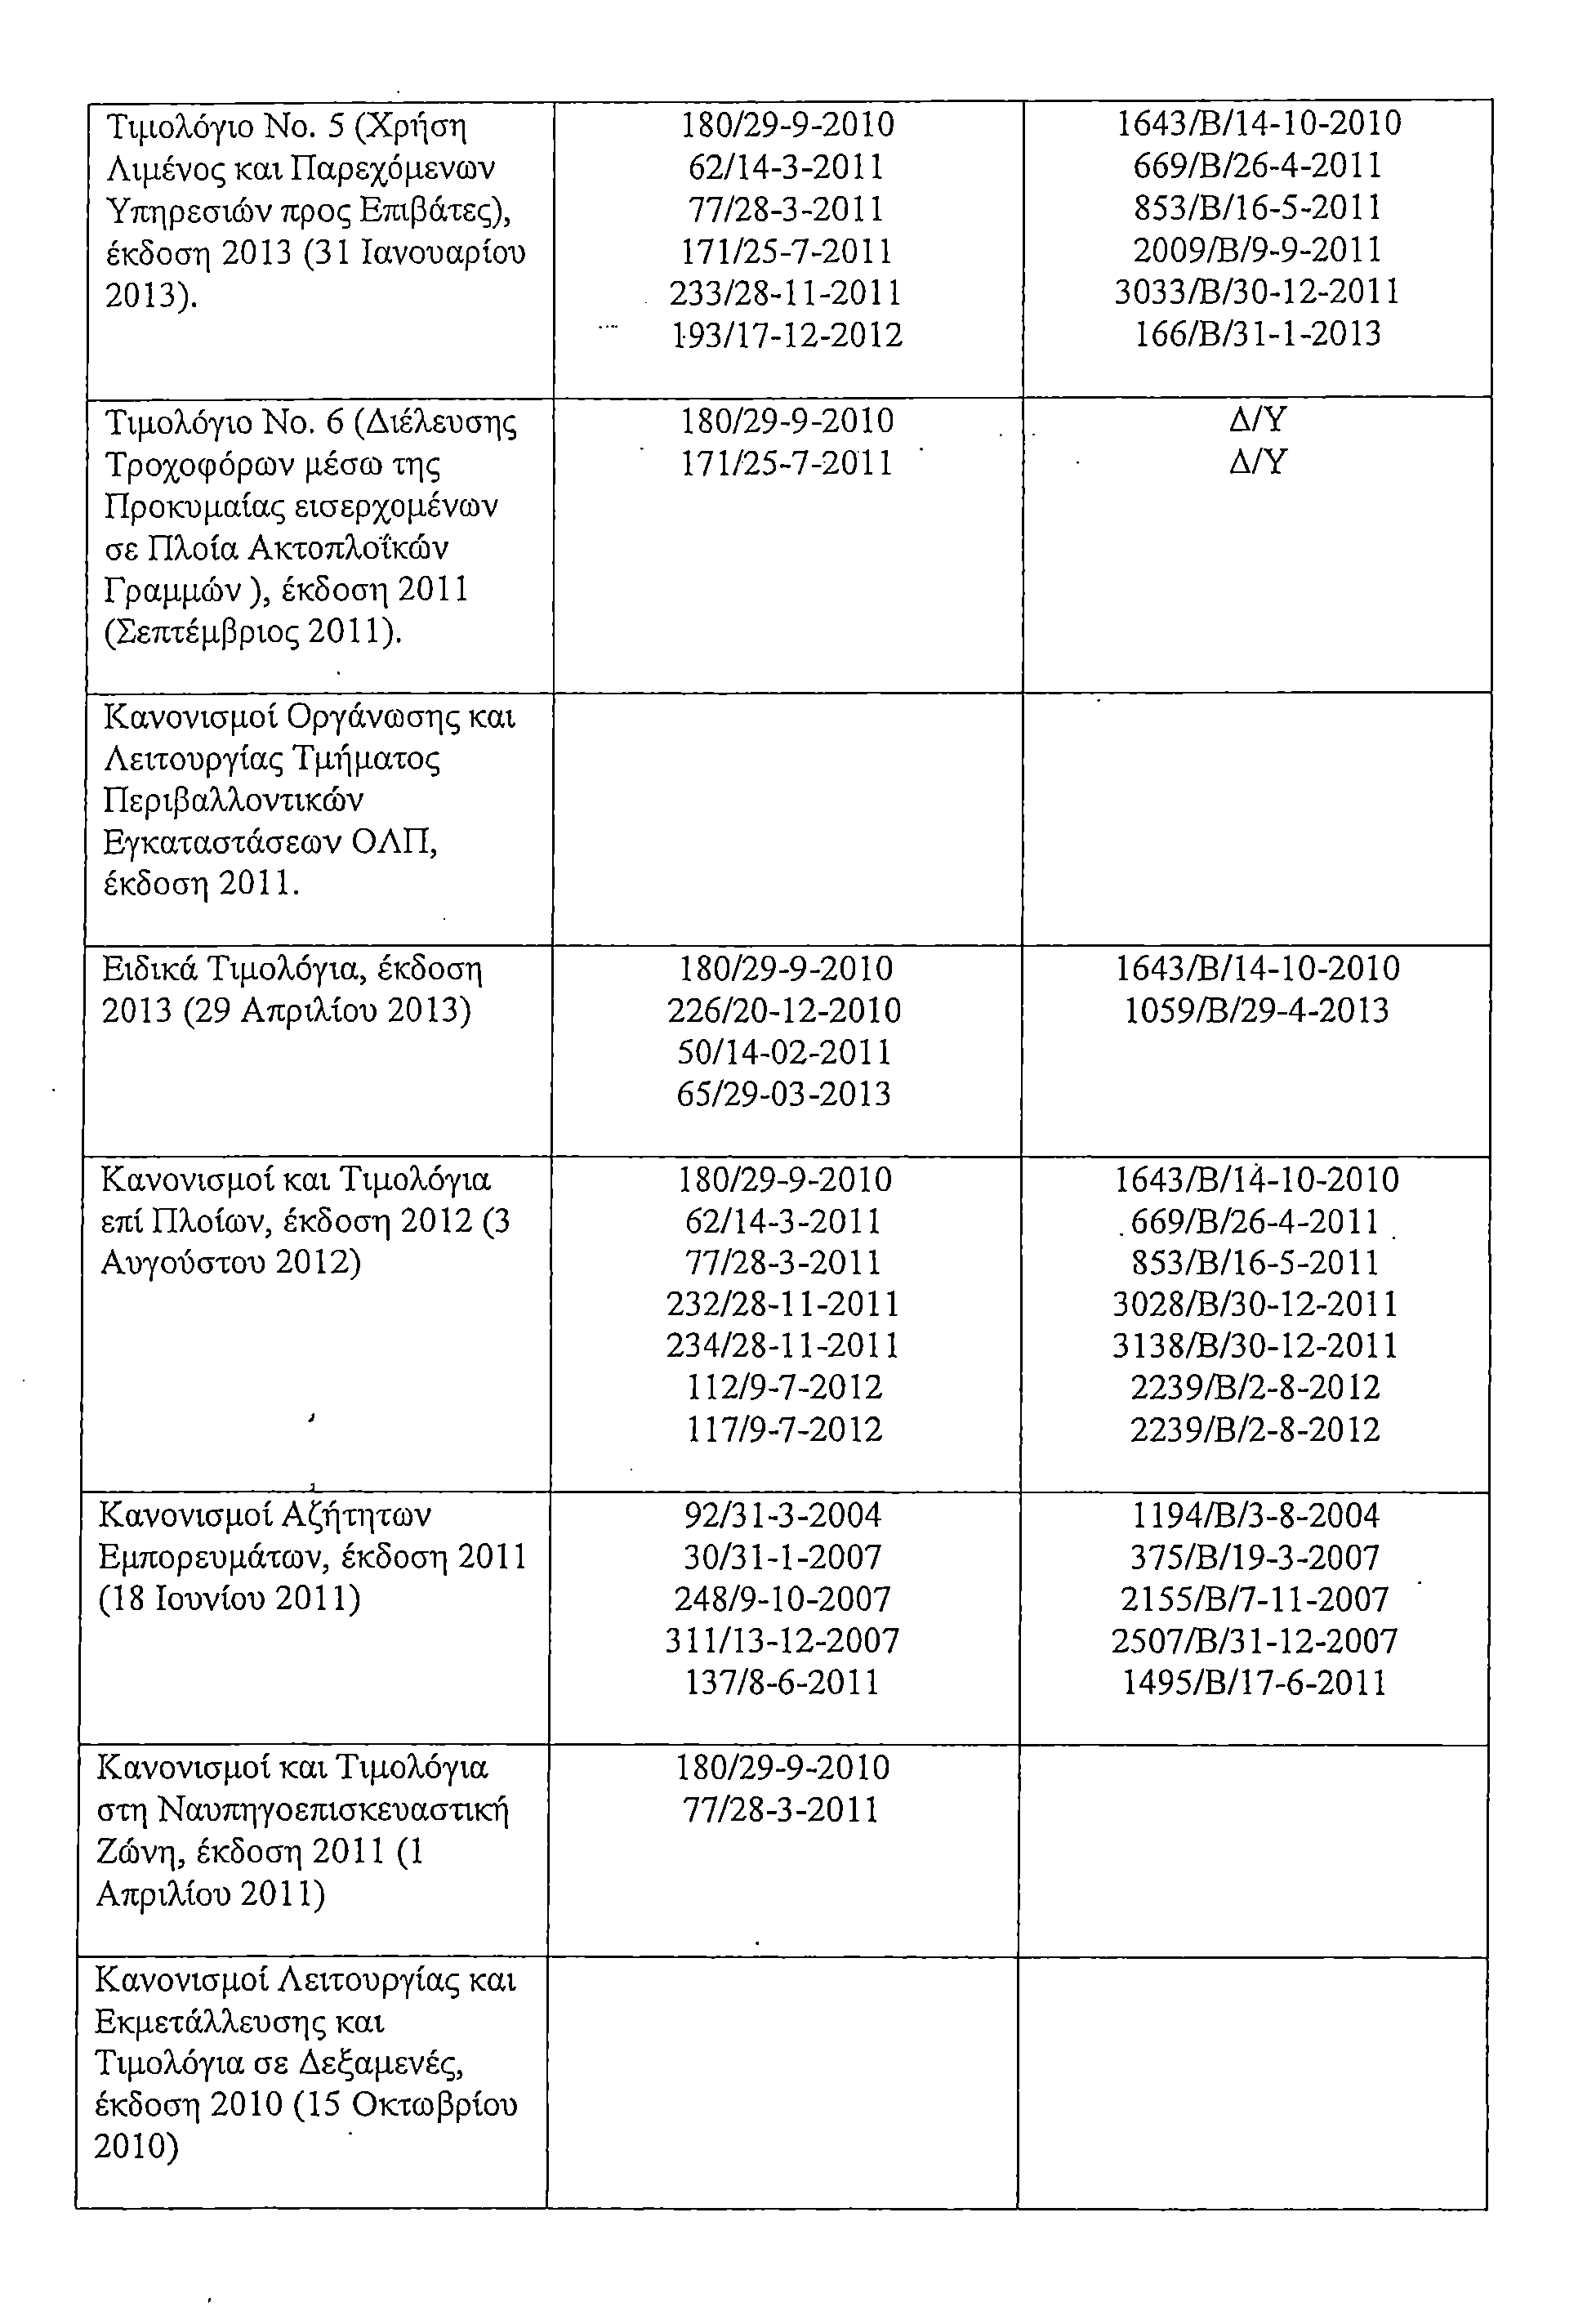 Τιμολόγιο Νο. 5 (Χρήση
Λιμένος και Παρεχόμενων
Υπηρεσιών προς Επιβάτες),
έκδοση 2013 (31 Ιανουαρίου
2013).
180/29-9-2010
62/14-3-2011
77/28-3-2011
171/25-7-2011
233/28-11-2011
193/17-12-2012
1643/Β/14-10-2010
669/Β/26-4-2011
853/Β/16-5-2011
2009/Β/9-9-2011
3033/Β/30-12-2011
166/Β/31-1-2013
Τιμολόγιο Νο. 6 (Διέλευσης
Τροχοφόρων μέσω της
Προκυμαίας εισερχομένων
σε Πλοία Ακτοπλοΐκών
Γραμμών ), έκδοση 2011
(Σεπτέμβριος 2011).
180/29-9-2010
171/25-7-2011
Δ/Υ
Δ/Υ
Κανονισμοί Οργάνωσης και
Λειτουργίας Τμήματος
Περιβαλλοντικών
Εγκαταστάσεων ΟΛΠ,
έκδοση 2011.
Ειδικά Τιμολόγια, έκδοση
2013 (29 Απριλίου 2013)
180/29-9-2010
226/20-12-2010
50/14-02-2011
65/29-03-2013
1643/Β/14-10-2010
1059/Β/29-4-2013
Κανονισμοί και Τιμολόγια
επί Πλοίων, έκδοση 2012 (3
Αυγούστου 2012)
180/29-9-2010
62/14-3-2011
77/28-3-2011
232/28-11-2011
234/28-11-2011
112/9-7-2012
117/9-7-2012
1643/Β/14-10-2010
669/Β/26-4-2011
853/Β/16-5-2011
3028/Β/30-12-2011
3138/Β/30-12-2011
2239/Β/2-8-2012
2239/Β/2-8-2012
Κανονισμοί Αζήτητων
Εμπορευμάτων, έκδοση 2011
(18 Ιουνίου 2011)
92/31-3-2004
30/31-1-2007
248/9-10-2007
311/13-12-2007
137/8-6-2011
1194/Β/3-8-2004
375/Β/19-3-2007
2155/Β/7-11-2007
2507/Β/31-12-2007
1495/Β/17-6-2011
Κανονισμοί και Τιμολόγια
στη Ναυπηγοεπισκευαστική
Ζώνη, έκδοση 2011 (1
Απριλίου 2011)
180/29-9-2010
77/28-3-2011
Κανονισμοί Λειτουργίας και
Εκμετάλλευσης και
Τιμολόγια σε Δεξαμενές,
έκδοση 2010 (15 Οκτωβρίου
2010)